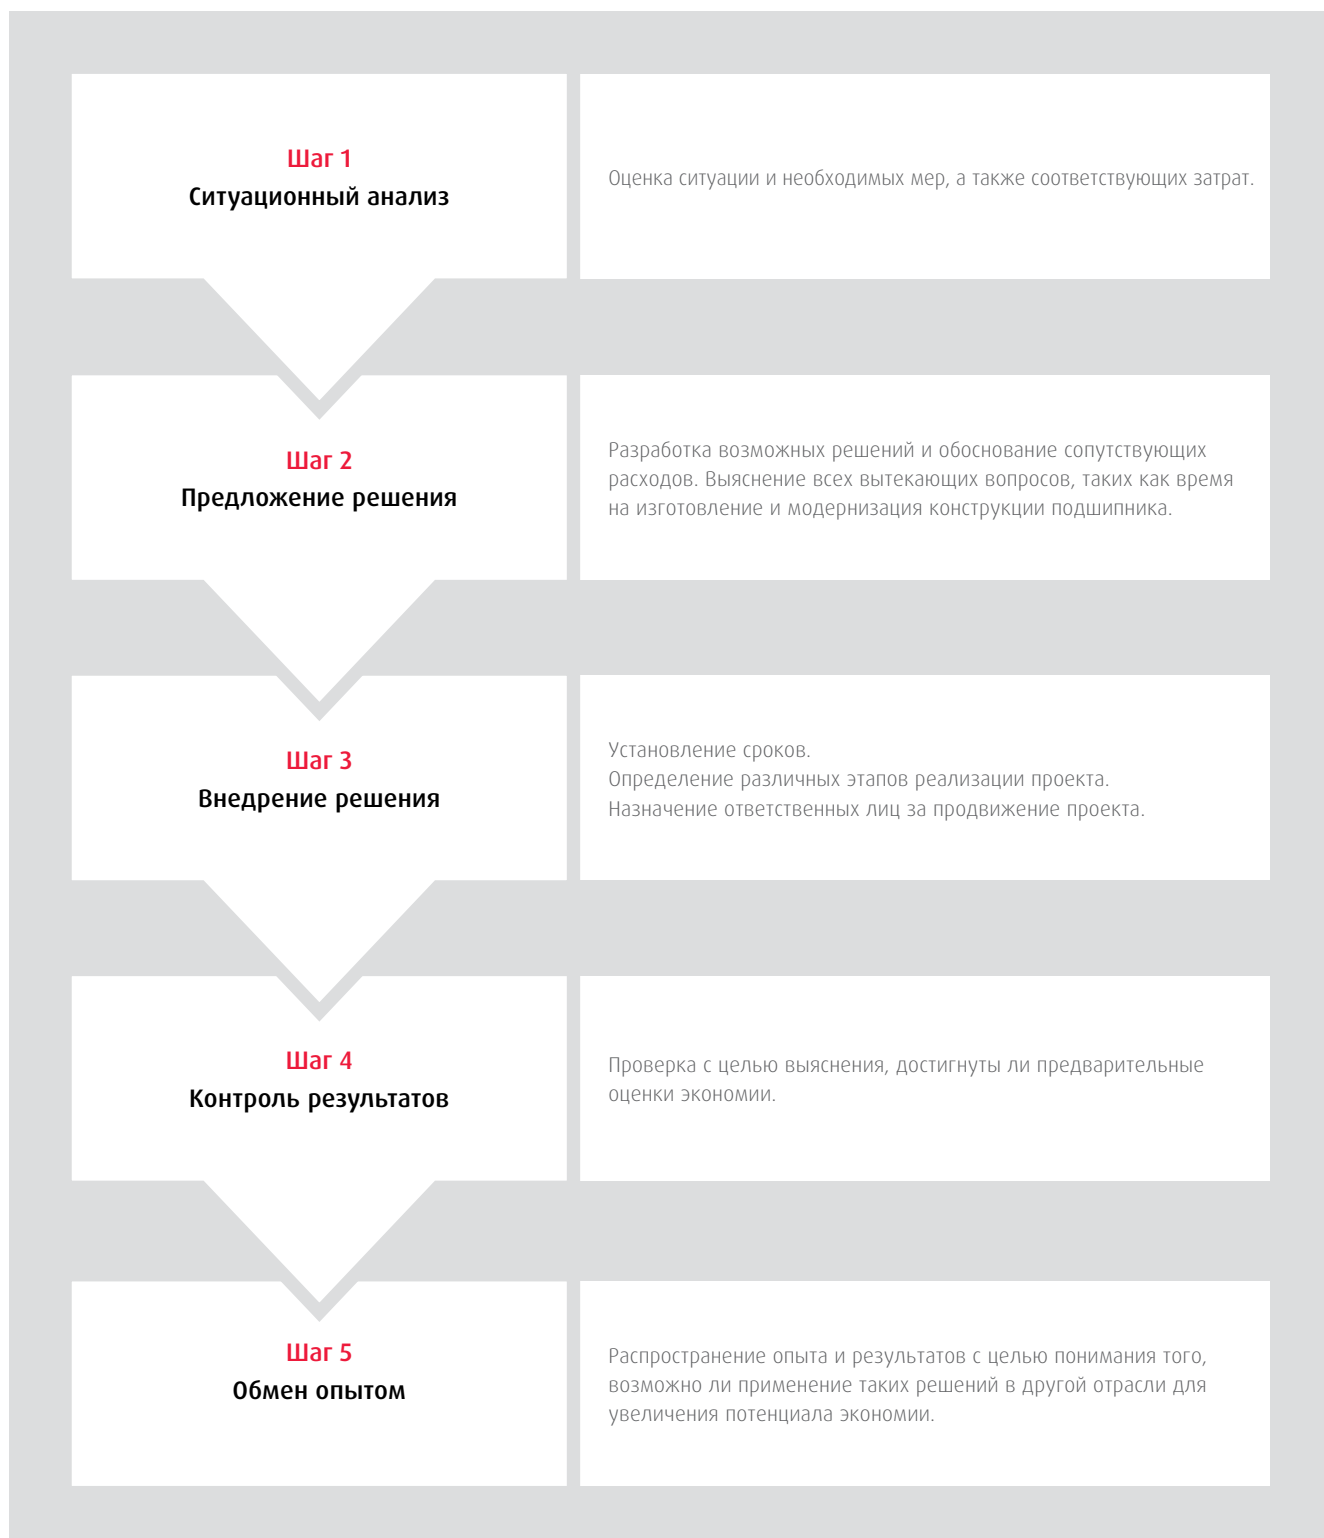 Шаг 1
Ситуационный анализ
Оценка ситуации и необходимых мер, а также соответствующих затрат.
Шаг 2
Предложение решения
Разработка возможных решений и обоснование сопутствующих
расходов. Выяснение всех вытекающих вопросов, таких как время
на изготовление и модернизация конструкции подшипника.
Шаг 3
Внедрение решения
Установление сроков.
Определение различных этапов реализации проекта.
Назначение ответственных лиц за продвижение проекта.
Шаг 4
Контроль результатов
Проверка с целью выяснения, достигнуты ли предварительные
оценки экономии.
Шаг 5
Обмен опытом
Распространение опыта и результатов с целью понимания того,
возможно ли применение таких решений в другой отрасли для
увеличения потенциала экономии.